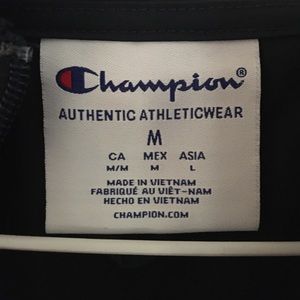 Champion®
AUTHENTIC ATHLETICWEAR
M
CA MEX ASIA
M/M M L
MADE IN VIETNAM
FABRIQUÉ AU VIÊT-NAM
HECHO EN VIETNAM
CHAMPION.COM